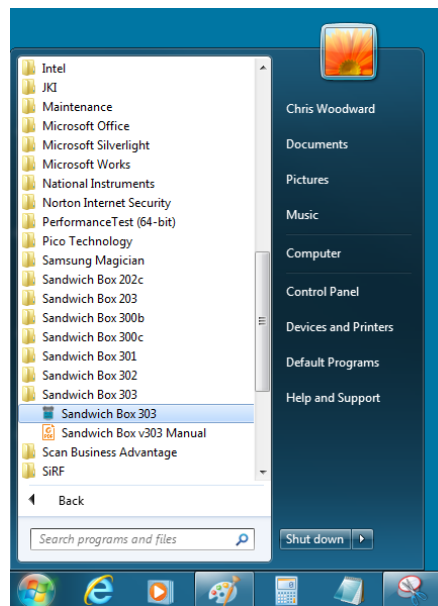 Intel
JKI
Maintenance
Microsoft Office
Microsoft Silverlight
Microsoft Works
National Instruments
Norton Internet Security
PerformanceTest (64-bit)
Pico Technology
Samsung Magician
Sandwich Box 202c
Sandwich Box 203
Sandwich Box 300b
Sandwich Box 300c
Sandwich Box 301
Sandwich Box 302
Sandwich Box 303
Sandwich Box 303
Sandwich Box v303 Manual
Scan Business Advantage
SiRF
Back
Search programs and files
Chris Woodward
Documents
Pictures
Music
Computer
Control Panel
Devices and Printers
Default Programs
Help and Support
Shut down